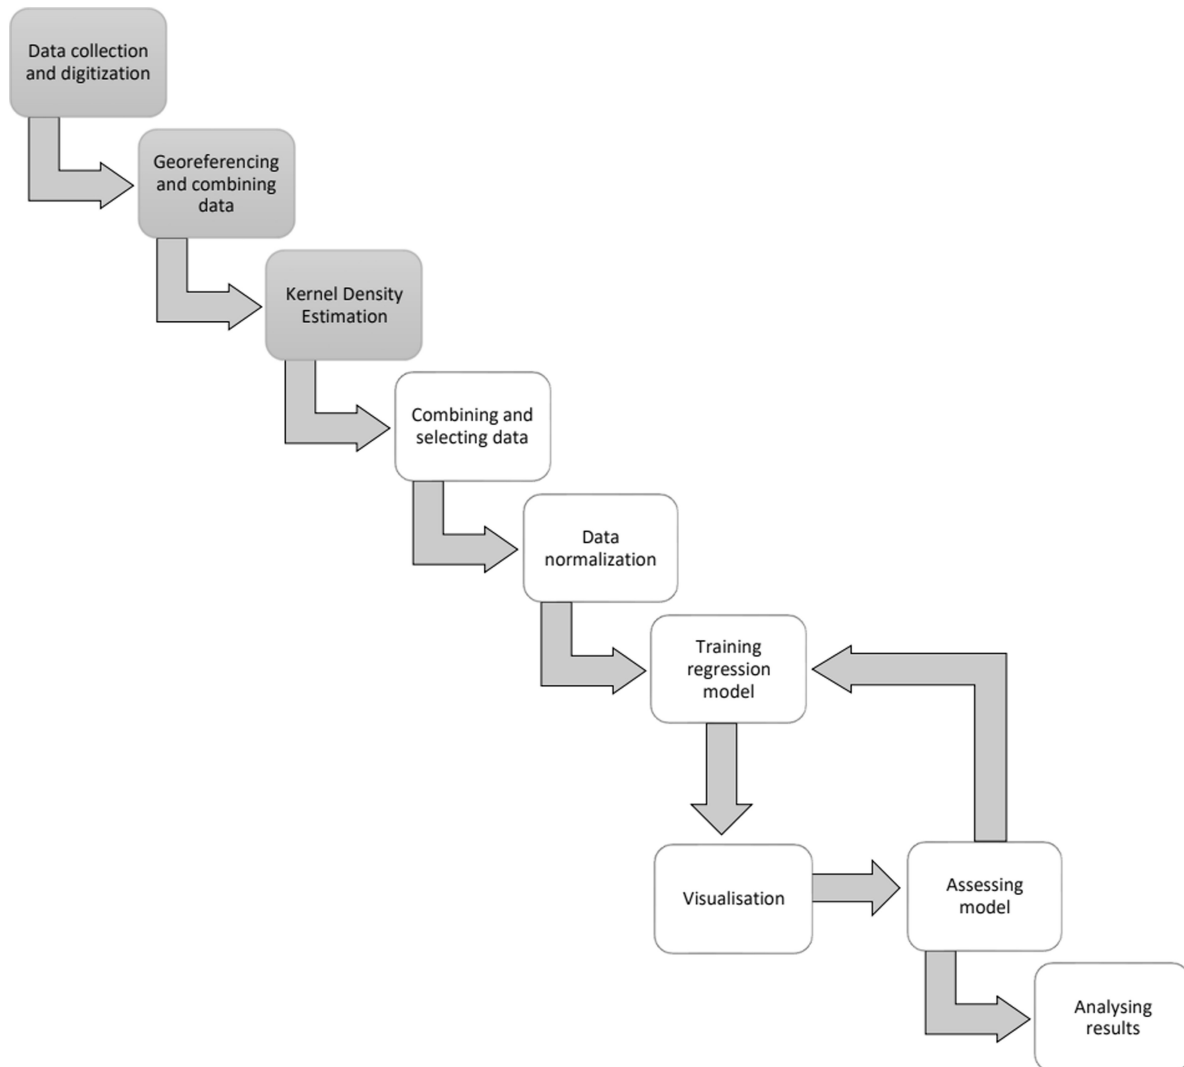 Data collection
and digitization
Georeferencing
and combining
data
Kernel Density
Estimation
Combining and
selecting data
Data
normalization
Training
regression
model
Visualisation
Assessing
model
Analysing
results